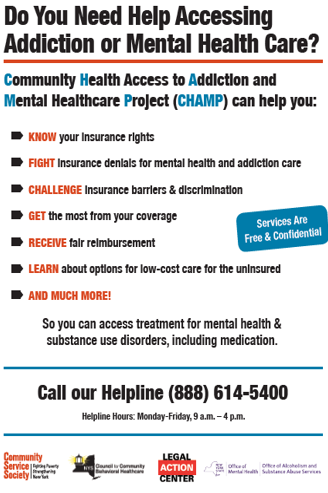 Do You Need Help Accessing
Addiction or Mental Health Care?
Community Health Access to Addiction and
Mental Healthcare Project (CHAMP) can help you:
KNOW your insurance rights
FIGHT insurance denials for mental health and addiction care
CHALLENGE insurance barriers & discrimination
GET the most from your coverage
Services Are
Free & Confidential
RECEIVE fair reimbursement
LEARN about options for low-cost care for the uninsured
AND MUCH MORE!
So you can access treatment for mental health &
substance use disorders, including medication.
Call our Helpline (888) 614-5400
Helpline Hours: Monday-Friday, 9 a.m. – 4 p.m.
Community
Service
Society
Fighting Poverty
Strengthening
New York
NYS Council for Community
Behavioral Healthcare
LEGAL
ACTION
CENTER
Office of
Mental Health
Office of Alcoholism and
Substance Abuse Services